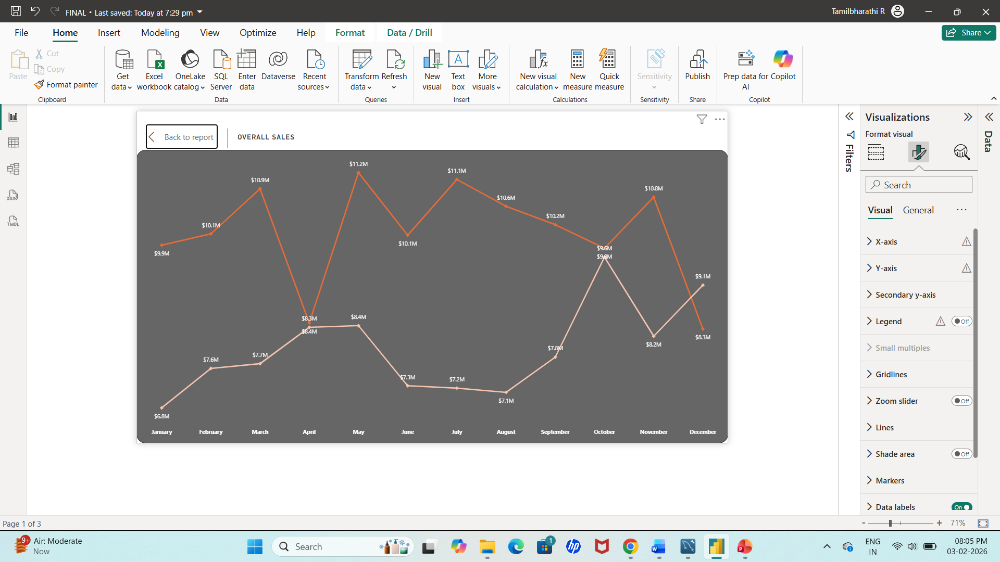 FINAL • Last saved: Today at 7:29 pm
Tamilbharathi R
File
Home
Insert
Modeling
View
Optimize
Help
Format
Data / Drill
Share
Paste
Cut
Copy
Format painter
Clipboard
Get data
Excel workbook
OneLake catalog
SQL Server
Enter data
Dataverse
Recent sources
Data
Transform data
Refresh
Queries
New visual
Text box
More visuals
Insert
New visual calculation
New measure
Quick measure
Calculations
Sensitivity
Sensitivity
Publish
Share
Prep data for AI
Copilot
Copilot
DAX
TMDL
Back to report
OVERALL SALES
$9.9M
$10.1M
$10.9M
$8.3M
$11.2M
$10.1M
$11.1M
$10.6M
$10.2M
$9.6M
$10.8M
$8.3M
$6.8M
$7.6M
$7.7M
$8.4M
$8.4M
$7.3M
$7.2M
$7.1M
$7.8M
$8.2M
$9.1M
January
February
March
April
May
June
July
August
September
October
November
December
Filters
Visualizations
Format visual
Search
Visual
General
X-axis
Y-axis
Secondary y-axis
Legend
Off
Small multiples
Gridlines
Zoom slider
Off
Lines
Shade area
Off
Markers
Data labels
On
Data
Page 1 of 3
71%
9+
Air: Moderate
Now
Search
1
ENG
IN
08:05 PM
03-02-2026